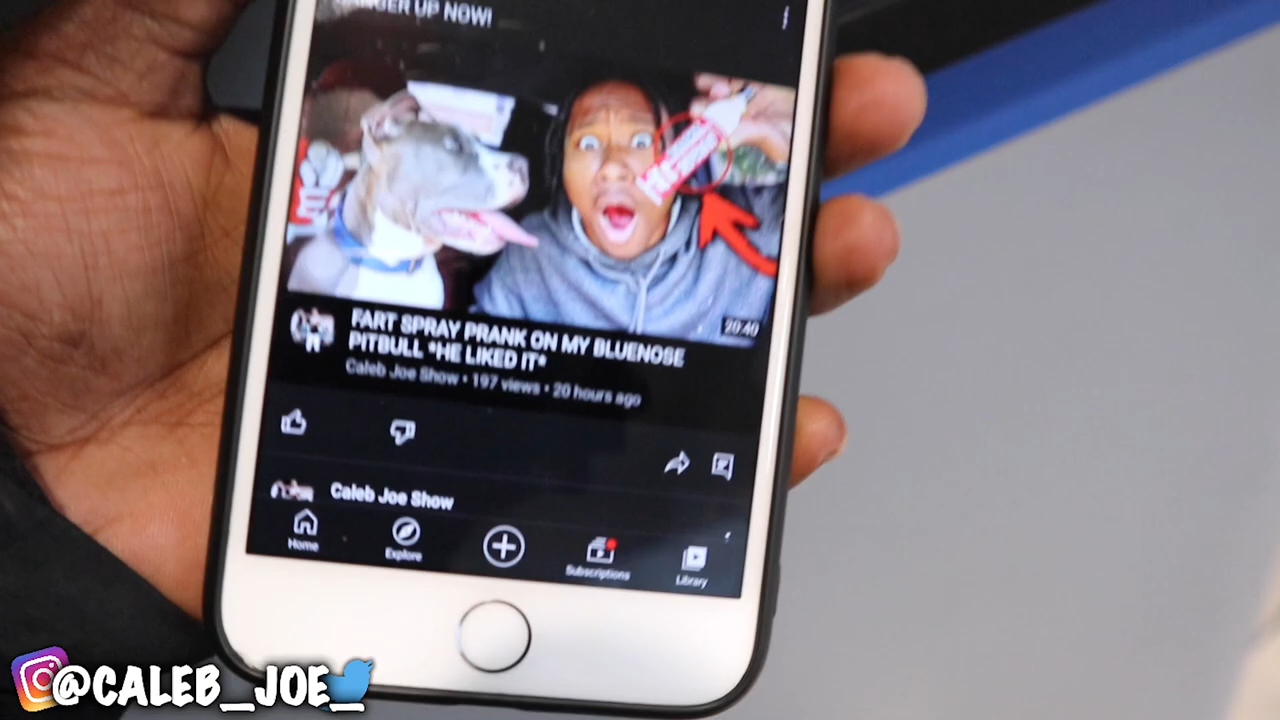 UP NOW!
20:40
FART SPRAY PRANK ON MY BLUENOSE
PITBULL *HE LIKED IT*
Caleb Joe Show • 197 views • 20 hours ago
Caleb Joe Show
Home
Explore
Subscriptions
Library
@CALEB_JOE_